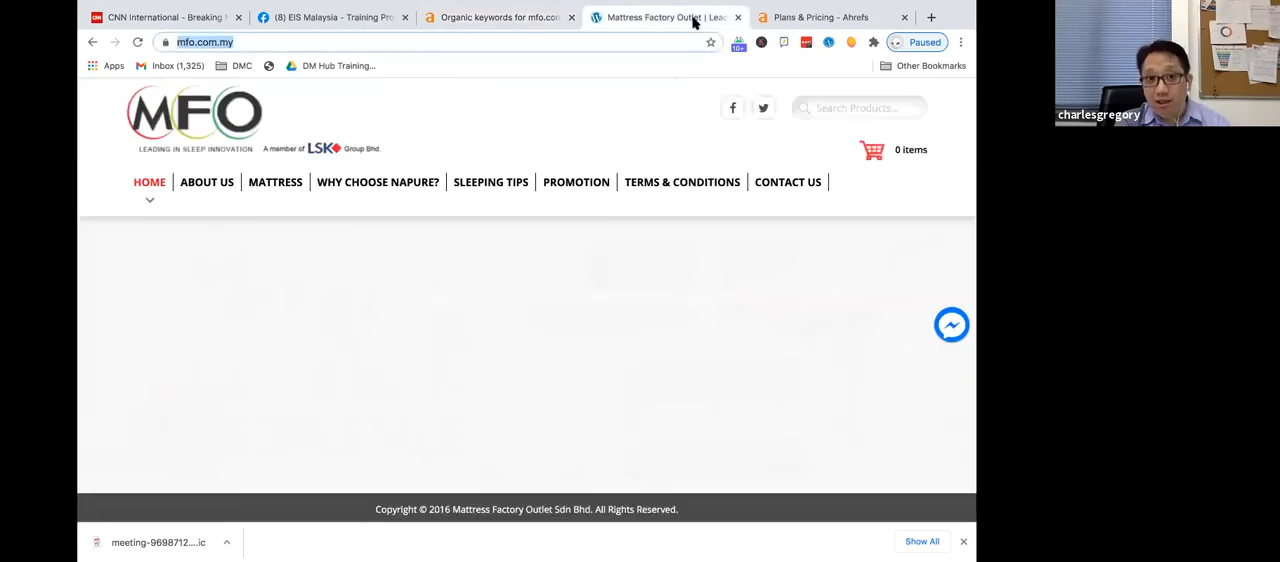 CNN International - Breaking N
(8) EIS Malaysia - Training Pro
Organic keywords for mfo.com
Mattress Factory Outlet | Lead
Plans & Pricing - Ahrefs
mfo.com.my
10+
Paused
Apps
Inbox (1,325)
DMC
DM Hub Training...
Other Bookmarks
MFO
LEADING IN SLEEP INNOVATION
A member of LSK Group Bhd.
Search Products...
0 items
HOME
ABOUT US
MATTRESS
WHY CHOOSE NAPURE?
SLEEPING TIPS
PROMOTION
TERMS & CONDITIONS
CONTACT US
Copyright © 2016 Mattress Factory Outlet Sdn Bhd. All Rights Reserved.
meeting-9698712....ic
Show All
charlesgregory